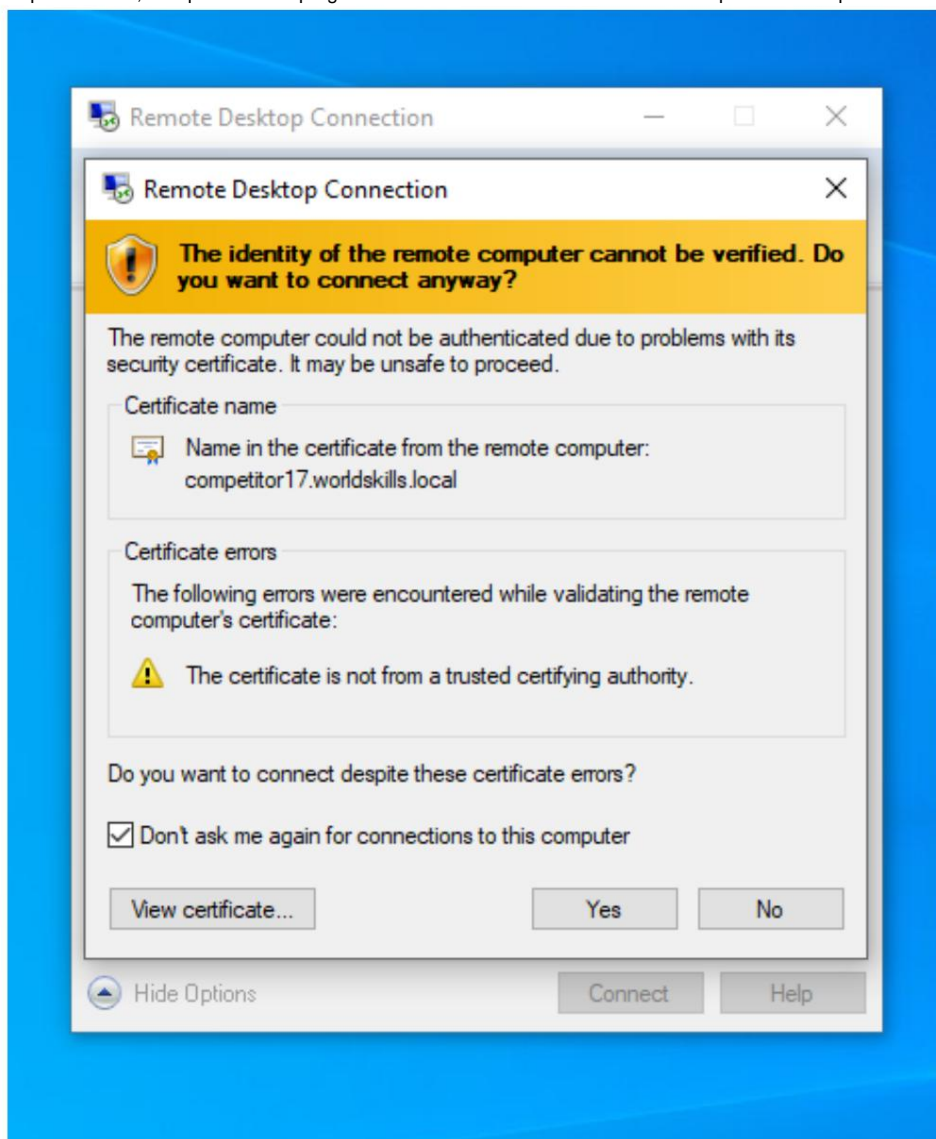 Remote Desktop Connection
Remote Desktop Connection
The identity of the remote computer cannot be verified. Do
you want to connect anyway?
The remote computer could not be authenticated due to problems with its
security certificate. It may be unsafe to proceed.
Certificate name
Name in the certificate from the remote computer:
competitor17.worldskills.local
Certificate errors
The following errors were encountered while validating the remote
computer's certificate:
The certificate is not from a trusted certifying authority.
Do you want to connect despite these certificate errors?
Don't ask me again for connections to this computer
View certificate... Yes No
Hide Options Connect Help